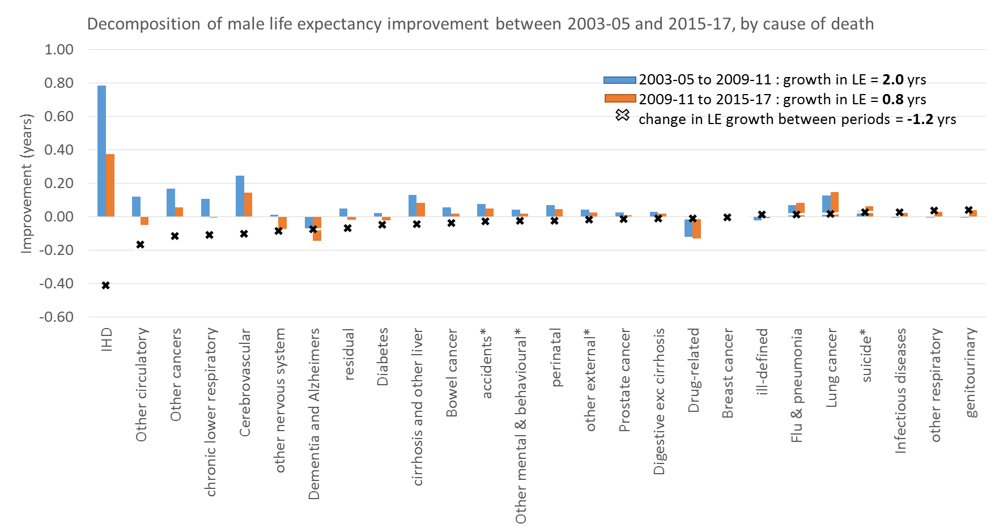 Decomposition of male life expectancy improvement between 2003-05 and 2015-17, by cause of death
1.00
0.80
0.60
0.40
0.20
0.00
-0.20
-0.40
-0.60
Improvement (years)
2003-05 to 2009-11 : growth in LE = 2.0 yrs
2009-11 to 2015-17 : growth in LE = 0.8 yrs
change in LE growth between periods = -1.2 yrs
IHD
Other circulatory
Other cancers
chronic lower respiratory
Cerebrovascular
other nervous system
Dementia and Alzheimers
residual
Diabetes
cirrhosis and other liver
Bowel cancer
accidents*
Other mental & behavioural*
perinatal
other external*
Prostate cancer
Digestive exc cirrhosis
Drug-related
Breast cancer
ill-defined
Flu & pneumonia
Lung cancer
suicide*
Infectious diseases
other respiratory
genitourinary